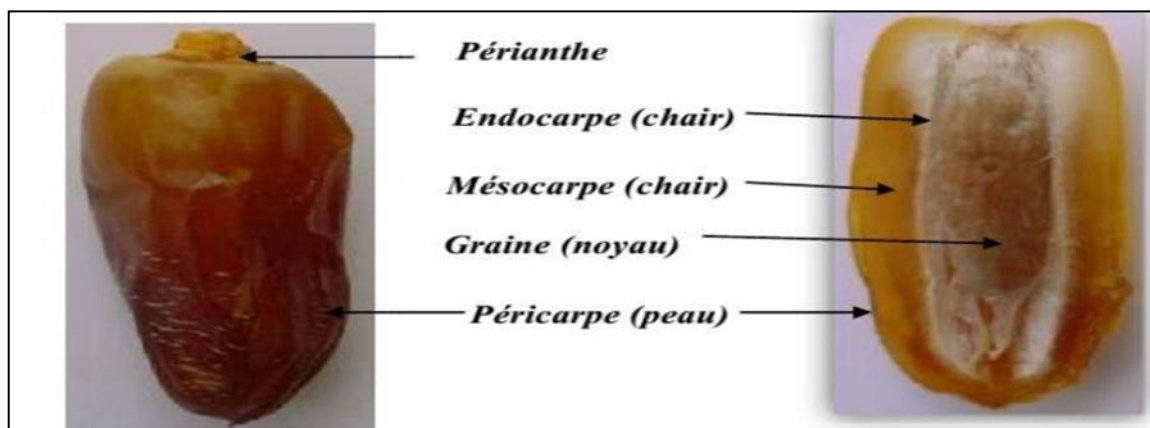 Périanthe
Endocarpe (chair)
Mésocarpe (chair)
Graine (noyau)
Péricarpe (peau)